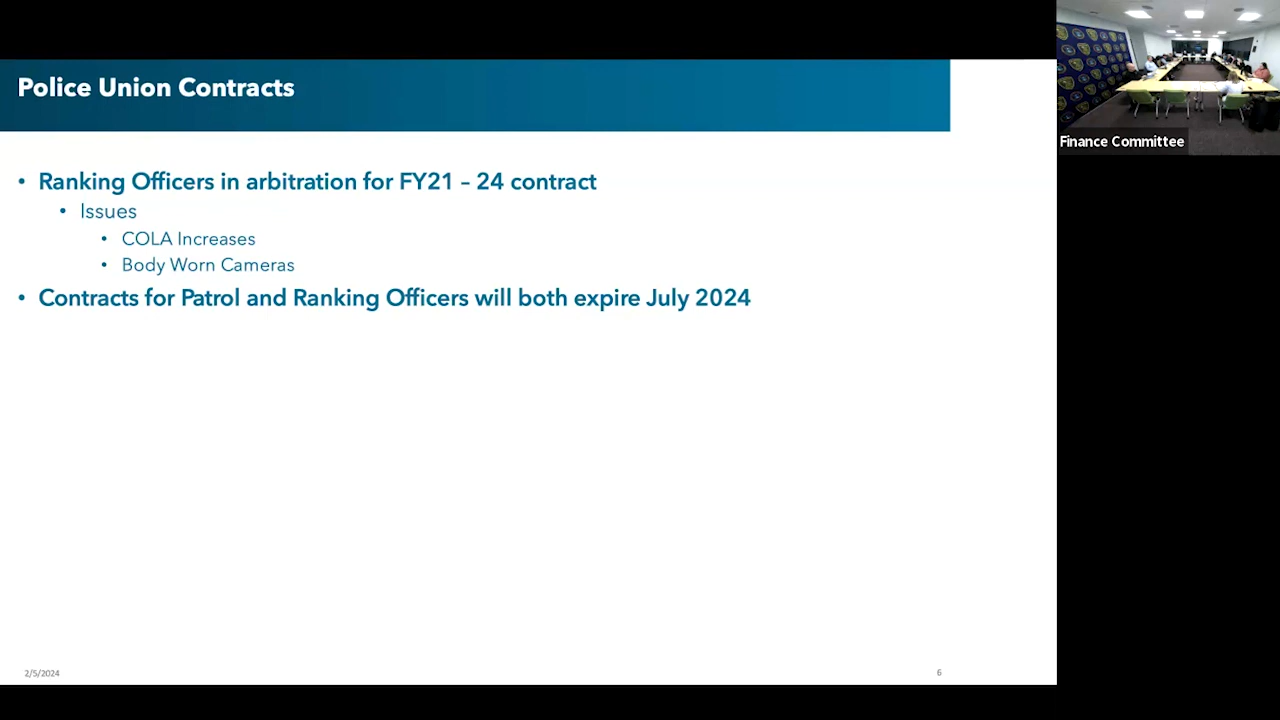 Police Union Contracts
• Ranking Officers in arbitration for FY21 – 24 contract
• Issues
• COLA Increases
• Body Worn Cameras
• Contracts for Patrol and Ranking Officers will both expire July 2024
2/5/2024
6
Finance Committee